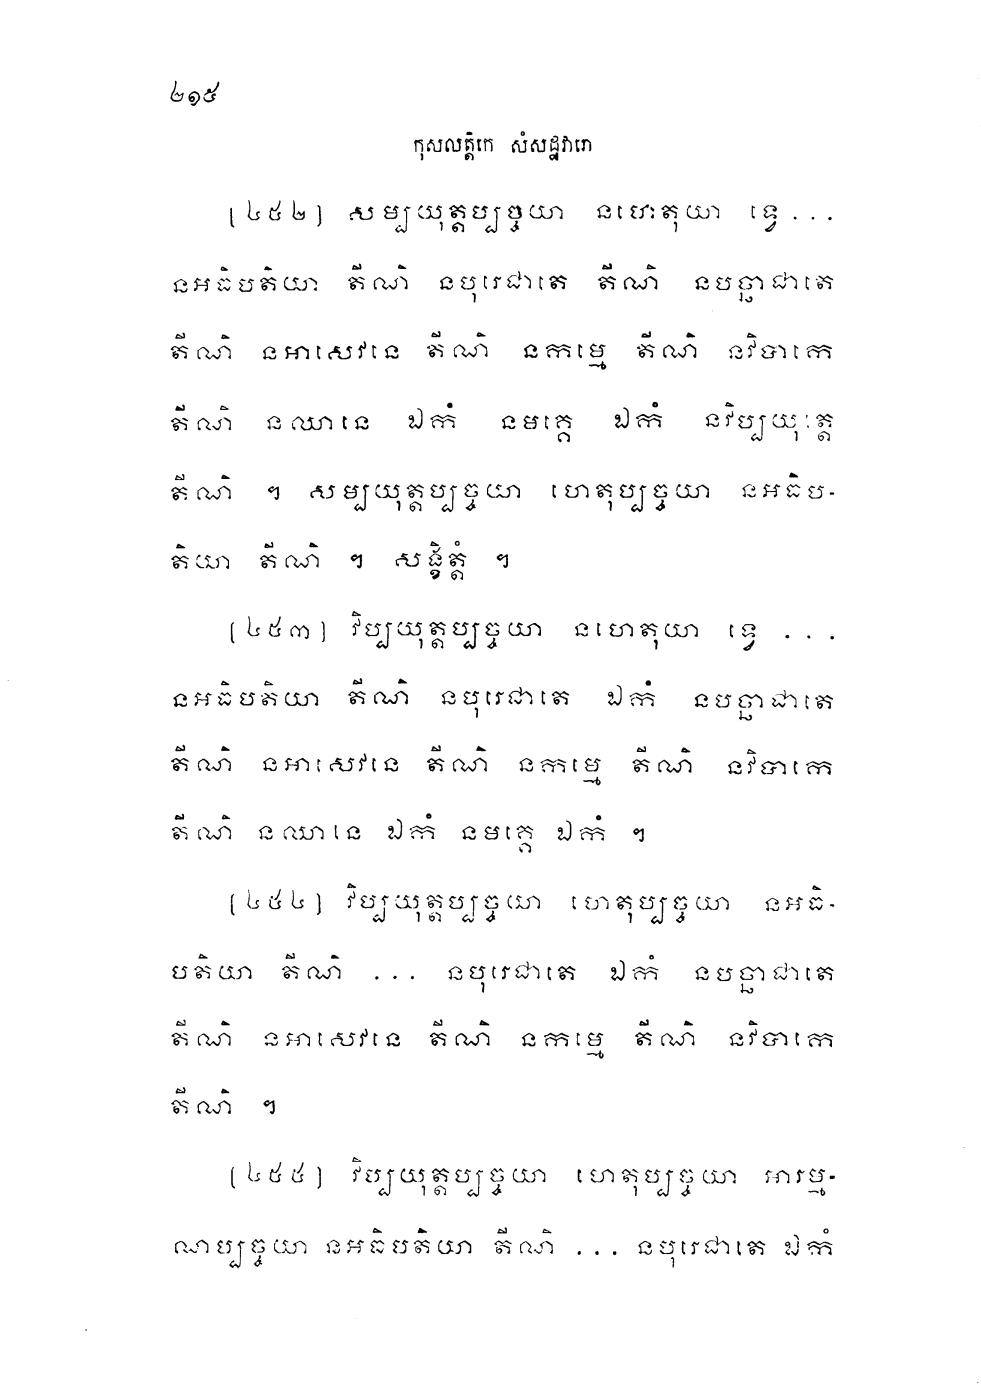 ២១៥
កុសលត្តិកេ សំសដ្ឋវារោ
[៤៥២] សម្បយុត្តប្បច្ចយា នហេតុយា ទ្វេ ...
នអធិបតិយា តីណិ នបុរេជាតេ តីណិ នបច្ឆាជាតេ
តីណិ នអាសេវនេ តីណិ នកម្មេ តីណិ នវិបាកេ
តីណិ នឈានេ ឯកំ នមគ្គេ ឯកំ នវិប្បយុត្តេ
តីណិ ៗ សម្បយុត្តប្បច្ចយា ហេតុប្បច្ចយា នអធិប-
តិយា តីណិ ៗ សង្ខិត្តំ ៗ
[៤៥៣] វិប្បយុត្តប្បច្ចយា នហេតុយា ទ្វេ ...
នអធិបតិយា តីណិ នបុរេជាតេ ឯកំ នបច្ឆាជាតេ
តីណិ នអាសេវនេ តីណិ នកម្មេ តីណិ នវិបាកេ
តីណិ នឈានេ ឯកំ នមគ្គេ ឯកំ ៗ
[៤៥៤] វិប្បយុត្តប្បច្ចយា ហេតុប្បច្ចយា នអធិ-
បតិយា តីណិ ... នបុរេជាតេ ឯកំ នបច្ឆាជាតេ
តីណិ នអាសេវនេ តីណិ នកម្មេ តីណិ នវិបាកេ
តីណិ ៗ
[៤៥៥] វិប្បយុត្តប្បច្ចយា ហេតុប្បច្ចយា អារម្ម-
ណប្បច្ចយា នអធិបតិយា តីណិ ... នបុរេជាតេ ឯកំ